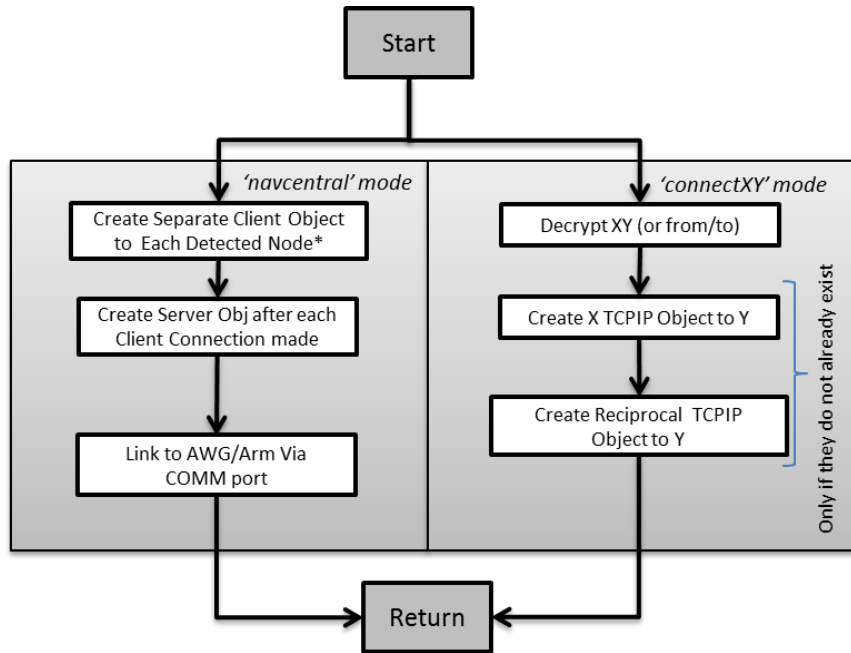 Start
‘navcentral’ mode
Create Separate Client Object
to Each Detected Node*
Create Server Obj after each
Client Connection made
Link to AWG/Arm Via
COMM port
‘connectXY’ mode
Decrypt XY (or from/to)
Create X TCPIP Object to Y
Create Reciprocal TCPIP
Object to Y
Only if they do not already exist
Return